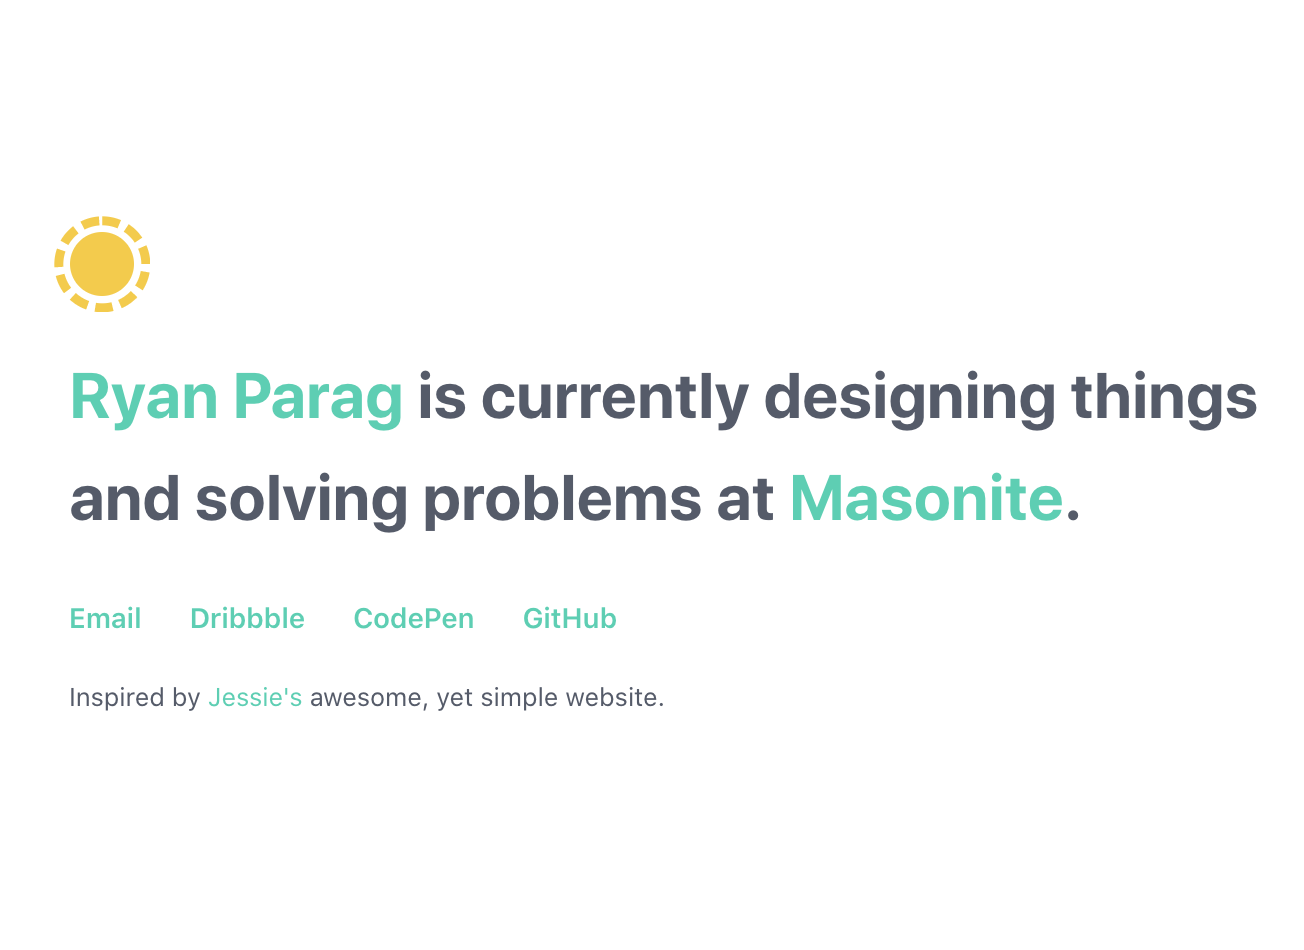 Ryan Parag is currently designing things
and solving problems at Masonite.
Email Dribbble CodePen GitHub
Inspired by Jessie's awesome, yet simple website.